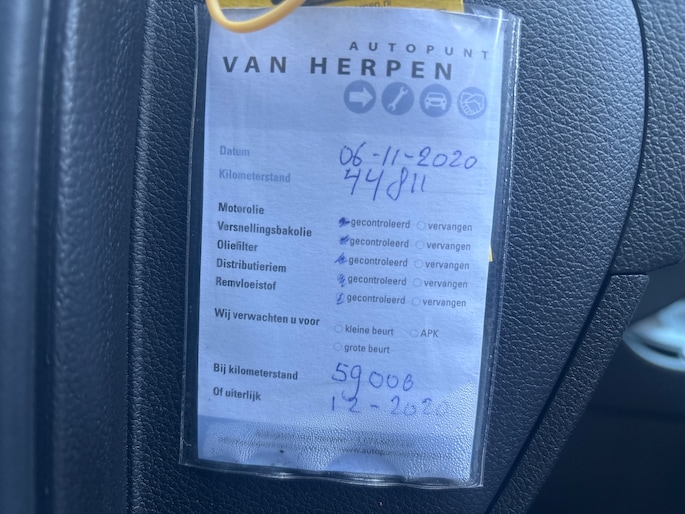 AUTOPUNT
VAN HERPEN
Datum 06-11-2020
Kilometerstand 44811
Motorolie gecontroleerd vervangen
Versnellingsbakolie gecontroleerd vervangen
Oliefilter gecontroleerd vervangen
Distributieriem gecontroleerd vervangen
Remvloeistof gecontroleerd vervangen
Wij verwachten u voor kleine beurt APK
grote beurt
Bij kilometerstand 59000
Of uiterlijk 12-2020